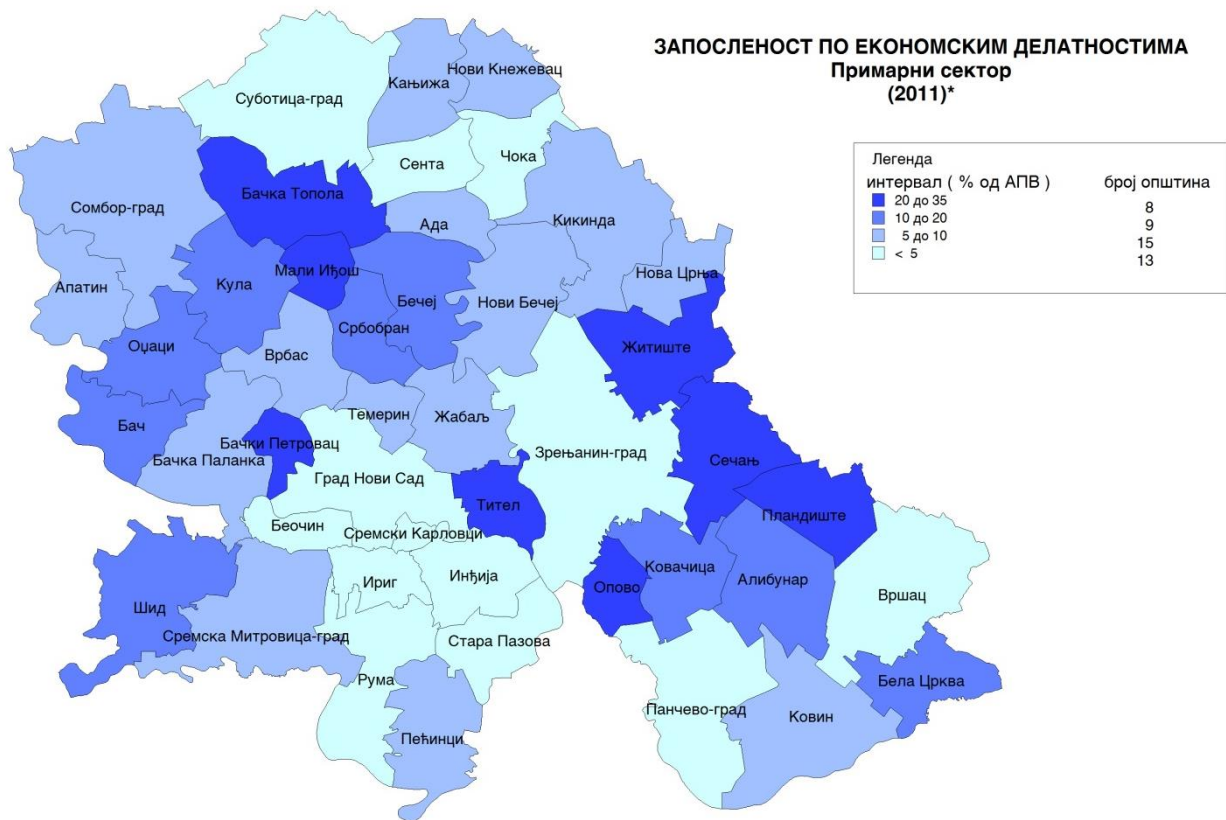 ЗАПОСЛЕНОСТ ПО ЕКОНОМСКИМ ДЕЛАТНОСТИМА
Примарни сектор
(2011)*
Легенда
интервал ( % од АПВ ) број општина
20 до 35 8
10 до 20 9
5 до 10 15
< 5 13
Суботица-град
Кањижа
Нови Кнежевац
Сента
Чока
Бачка Топола
Сомбор-град
Ада
Кикинда
Апатин
Кула
Мали Иђош
Бечеј
Нови Бечеј
Нова Црња
Оџаци
Србобран
Врбас
Житиште
Бач
Темерин
Жабаљ
Бачки Петровац
Бачка Паланка
Зрењанин-град
Сечањ
Град Нови Сад
Тител
Пландиште
Беочин
Сремски Карловци
Ириг
Инђија
Опово
Ковачица
Алибунар
Вршац
Шид
Сремска Митровица-град
Стара Пазова
Рума
Бела Црква
Панчево-град
Ковин
Пећинци